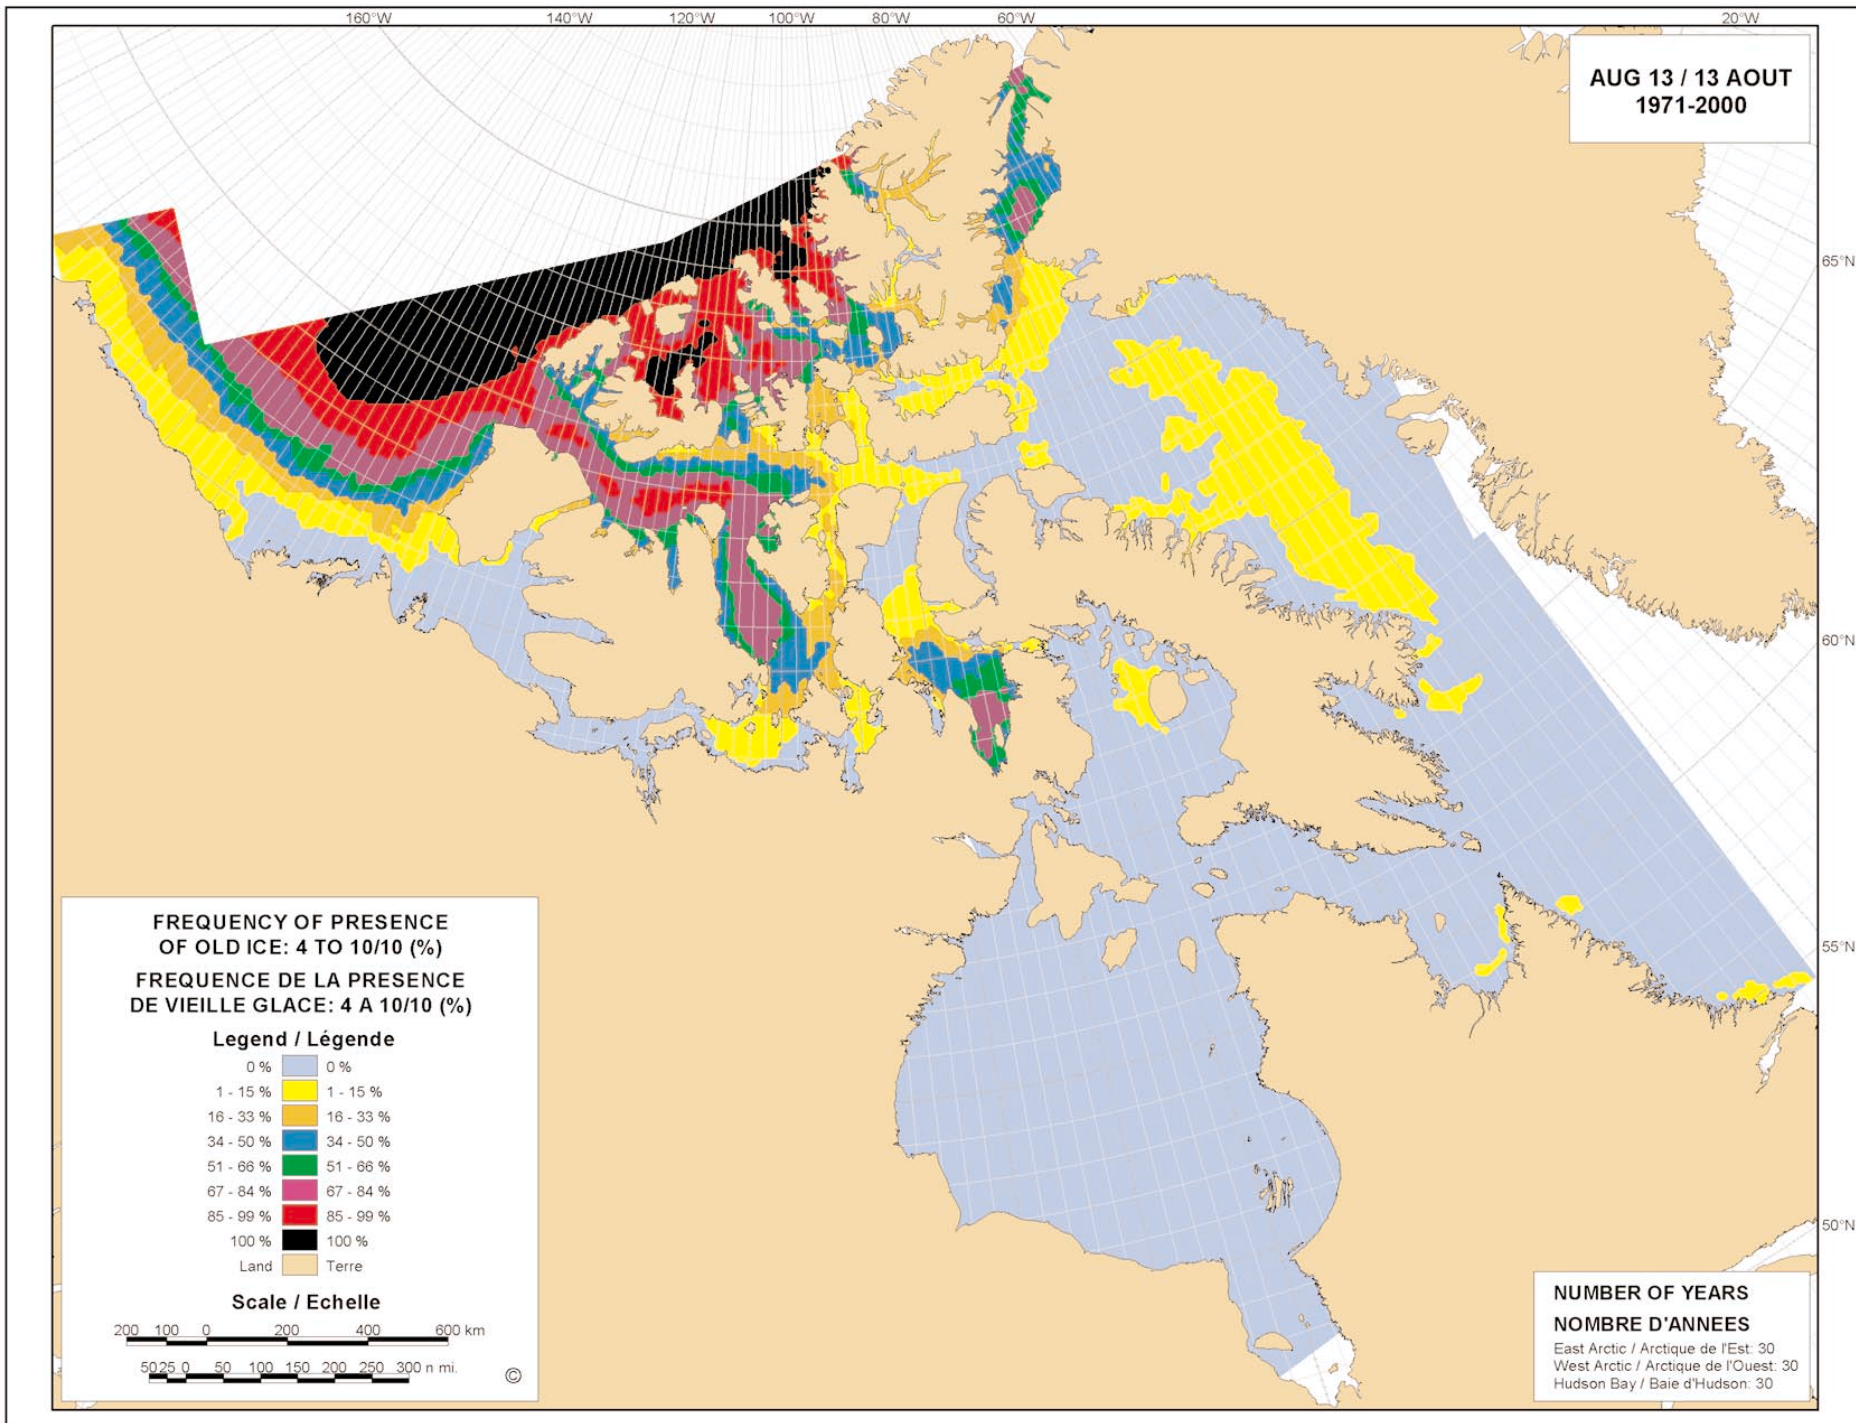 160°W 140°W 120°W 100°W 80°W 60°W 20°W
AUG 13 / 13 AOUT
1971-2000
65°N
60°N
55°N
50°N
FREQUENCY OF PRESENCE
OF OLD ICE: 4 TO 10/10 (%)
FREQUENCE DE LA PRESENCE
DE VIEILLE GLACE: 4 A 10/10 (%)
Legend / Légende
0 % 0 %
1 - 15 % 1 - 15 %
16 - 33 % 16 - 33 %
34 - 50 % 34 - 50 %
51 - 66 % 51 - 66 %
67 - 84 % 67 - 84 %
85 - 99 % 85 - 99 %
100 % 100 %
Land Terre
Scale / Echelle
200 100 0 200 400 600 km
50 25 0 50 100 150 200 250 300 n mi.
©
NUMBER OF YEARS
NOMBRE D'ANNEES
East Arctic / Arctique de l'Est: 30
West Arctic / Arctique de l'Ouest: 30
Hudson Bay / Baie d'Hudson: 30